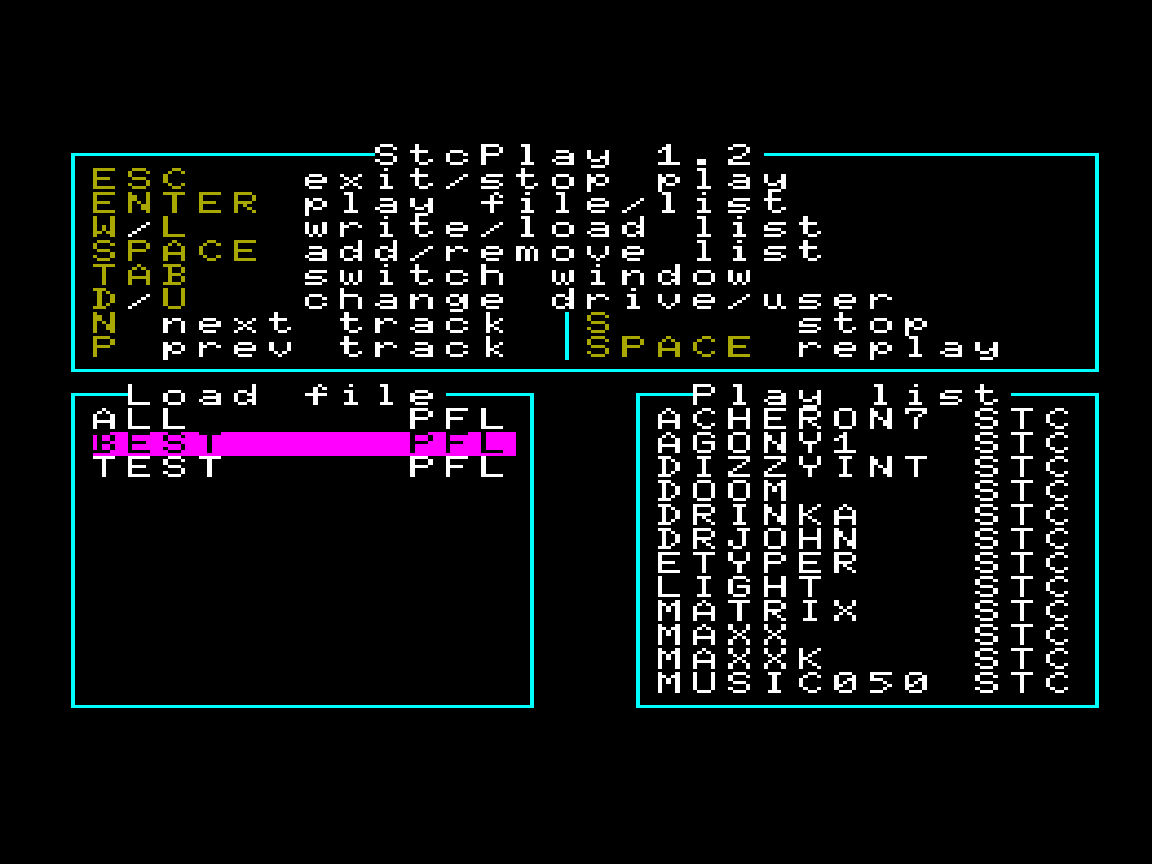 StcPlay 1.2
ESC exit/stop play
ENTER play file/list
W/L write/load list
SPACE add/remove list
TAB switch window
D/U change drive/user
N next track S stop
P prev track SPACE replay
Load file
ALL PFL
BEST PFL
TEST PFL
Play list
ACHERON7 STC
AGONY1 STC
DIZZYINT STC
DOOM STC
DRINKA STC
DRJOHN STC
ETYPER STC
LIGHT STC
MATRIX STC
MAXX STC
MAXXK STC
MUSIC050 STC